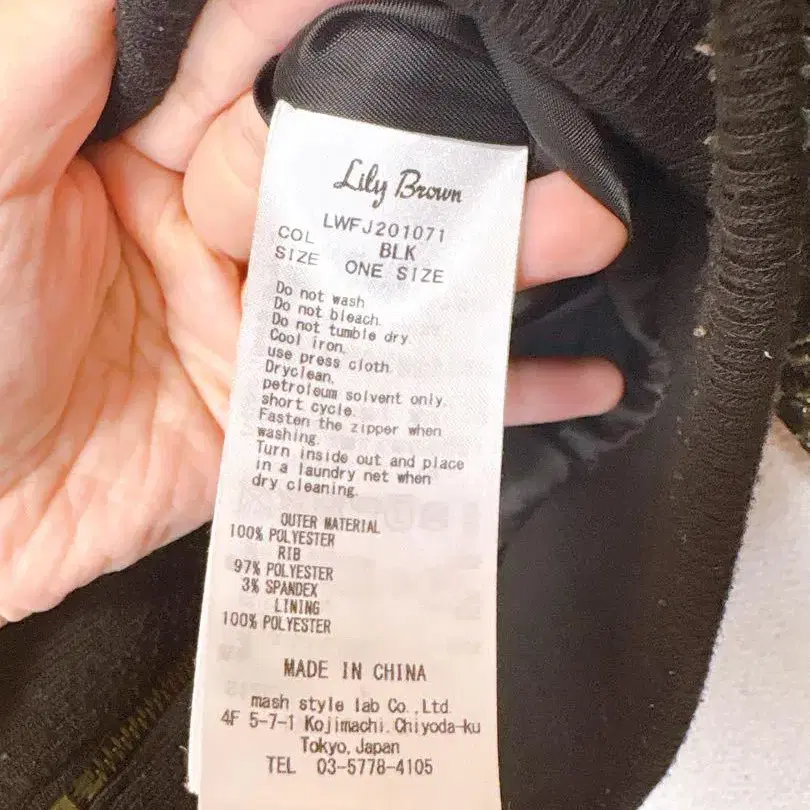 Lily Brown
LWFJ201071
COL BLK
SIZE ONE SIZE
Do not wash
Do not bleach.
Do not tumble dry.
Cool iron.
use press cloth.
Dryclean,
petroleum solvent only.
short cycle.
Fasten the zipper when
washing.
Turn inside out and place
in a laundry net when
dry cleaning.
OUTER MATERIAL
100% POLYESTER
RIB
97% POLYESTER
3% SPANDEX
LINING
100% POLYESTER
MADE IN CHINA
mash style lab Co.,Ltd.
4F 5-7-1 Kojimachi.Chiyoda-ku
Tokyo, Japan
TEL 03-5778-4105